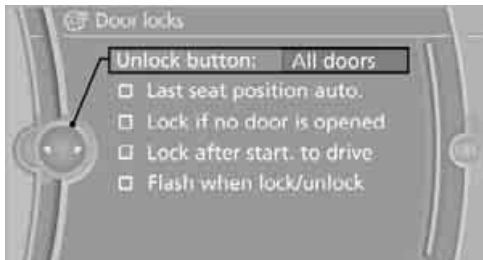 Door locks
Unlock button: All doors
Last seat position auto.
Lock if no door is opened
Lock after start. to drive
Flash when lock/unlock